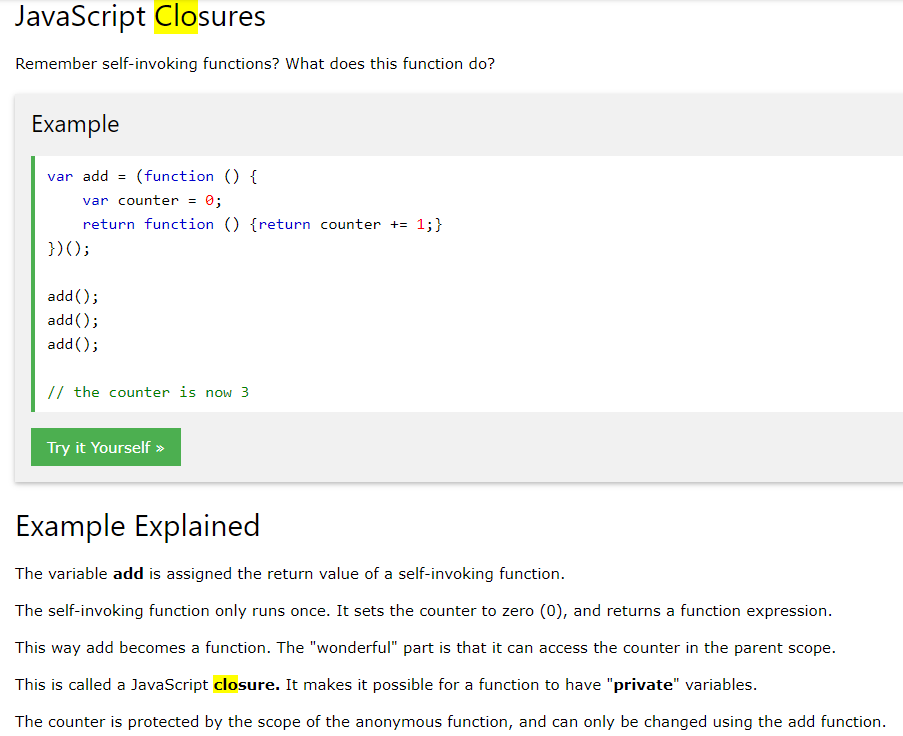 JavaScript Closures
Remember self-invoking functions? What does this function do?
Example
var add = (function () {
    var counter = 0;
    return function () {return counter += 1;}
})();
add();
add();
add();
// the counter is now 3
Try it Yourself »
Example Explained
The variable add is assigned the return value of a self-invoking function.
The self-invoking function only runs once. It sets the counter to zero (0), and returns a function expression.
This way add becomes a function. The "wonderful" part is that it can access the counter in the parent scope.
This is called a JavaScript closure. It makes it possible for a function to have "private" variables.
The counter is protected by the scope of the anonymous function, and can only be changed using the add function.